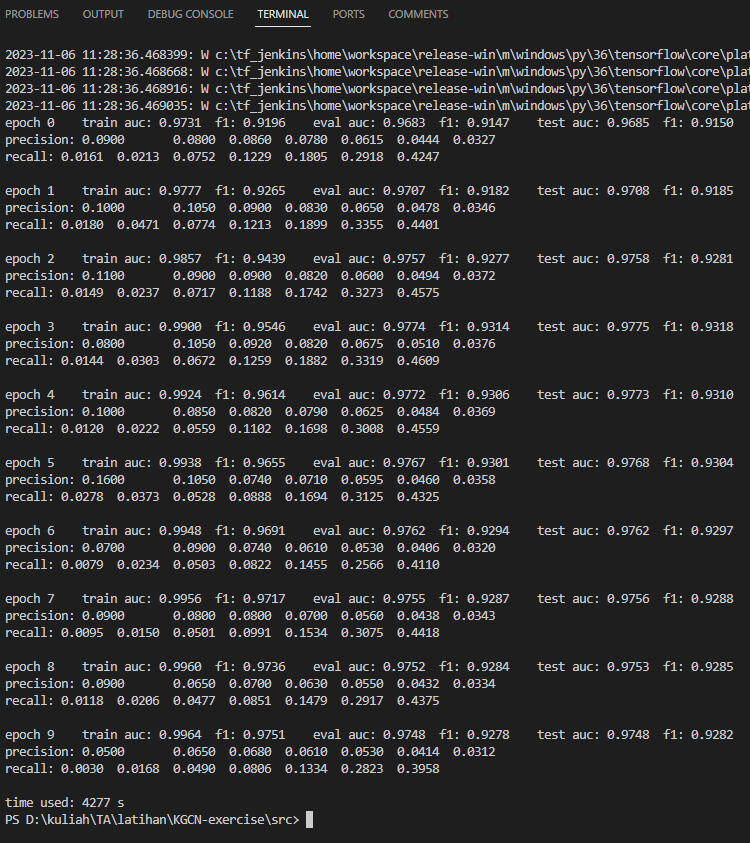 PROBLEMS OUTPUT DEBUG CONSOLE TERMINAL PORTS COMMENTS
2023-11-06 11:28:36.468399: W c:\tf_jenkins\home\workspace\release-win\m\windows\py\36\tensorflow\core\plat
2023-11-06 11:28:36.468668: W c:\tf_jenkins\home\workspace\release-win\m\windows\py\36\tensorflow\core\plat
2023-11-06 11:28:36.468916: W c:\tf_jenkins\home\workspace\release-win\m\windows\py\36\tensorflow\core\plat
2023-11-06 11:28:36.469035: W c:\tf_jenkins\home\workspace\release-win\m\windows\py\36\tensorflow\core\plat
epoch 0    train auc: 0.9731  f1: 0.9196    eval auc: 0.9683  f1: 0.9147    test auc: 0.9685  f1: 0.9150
precision: 0.0900       0.0800  0.0860  0.0780  0.0615  0.0444  0.0327
recall: 0.0161  0.0213  0.0752  0.1229  0.1805  0.2918  0.4247
epoch 1    train auc: 0.9777  f1: 0.9265    eval auc: 0.9707  f1: 0.9182    test auc: 0.9708  f1: 0.9185
precision: 0.1000       0.1050  0.0900  0.0830  0.0650  0.0478  0.0346
recall: 0.0180  0.0471  0.0774  0.1213  0.1899  0.3355  0.4401
epoch 2    train auc: 0.9857  f1: 0.9439    eval auc: 0.9757  f1: 0.9277    test auc: 0.9758  f1: 0.9281
precision: 0.1100       0.0900  0.0900  0.0820  0.0600  0.0494  0.0372
recall: 0.0149  0.0237  0.0717  0.1188  0.1742  0.3273  0.4575
epoch 3    train auc: 0.9900  f1: 0.9546    eval auc: 0.9774  f1: 0.9314    test auc: 0.9775  f1: 0.9318
precision: 0.0800       0.1050  0.0920  0.0820  0.0675  0.0510  0.0376
recall: 0.0144  0.0303  0.0672  0.1259  0.1882  0.3319  0.4609
epoch 4    train auc: 0.9924  f1: 0.9614    eval auc: 0.9772  f1: 0.9306    test auc: 0.9773  f1: 0.9310
precision: 0.1000       0.0850  0.0820  0.0790  0.0625  0.0484  0.0369
recall: 0.0120  0.0222  0.0559  0.1102  0.1698  0.3008  0.4559
epoch 5    train auc: 0.9938  f1: 0.9655    eval auc: 0.9767  f1: 0.9301    test auc: 0.9768  f1: 0.9304
precision: 0.1600       0.1050  0.0740  0.0710  0.0595  0.0460  0.0358
recall: 0.0278  0.0373  0.0528  0.0888  0.1694  0.3125  0.4325
epoch 6    train auc: 0.9948  f1: 0.9691    eval auc: 0.9762  f1: 0.9294    test auc: 0.9762  f1: 0.9297
precision: 0.0700       0.0900  0.0740  0.0610  0.0530  0.0406  0.0320
recall: 0.0079  0.0234  0.0503  0.0822  0.1455  0.2566  0.4110
epoch 7    train auc: 0.9956  f1: 0.9717    eval auc: 0.9755  f1: 0.9287    test auc: 0.9756  f1: 0.9288
precision: 0.0900       0.0800  0.0800  0.0700  0.0560  0.0438  0.0343
recall: 0.0095  0.0150  0.0501  0.0991  0.1534  0.3075  0.4418
epoch 8    train auc: 0.9960  f1: 0.9736    eval auc: 0.9752  f1: 0.9284    test auc: 0.9753  f1: 0.9285
precision: 0.0900       0.0650  0.0700  0.0630  0.0550  0.0432  0.0334
recall: 0.0118  0.0206  0.0477  0.0851  0.1479  0.2917  0.4375
epoch 9    train auc: 0.9964  f1: 0.9751    eval auc: 0.9748  f1: 0.9278    test auc: 0.9748  f1: 0.9282
precision: 0.0500       0.0650  0.0680  0.0610  0.0530  0.0414  0.0312
recall: 0.0030  0.0168  0.0490  0.0806  0.1334  0.2823  0.3958
time used: 4277 s
PS D:\kuliah\TA\latihan\KGCN-exercise\src>